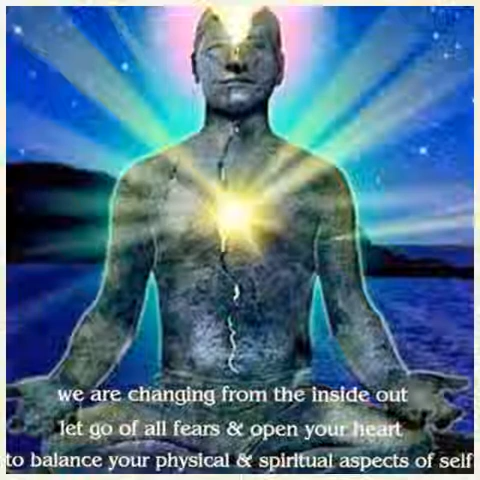 we are changing from the inside out
let go of all fears & open your heart
to balance your physical & spiritual aspects of self